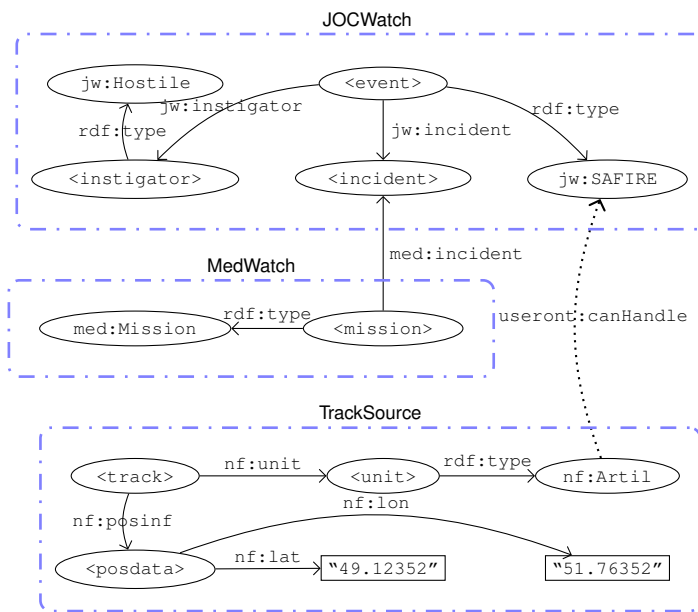 JOCWatch
jw:Hostile
<event>
jw:instigator
rdf:type
rdf:type
jw:incident
<instigator>
<incident>
jw:SAFIRE
med:incident
MedWatch
rdf:type
med:Mission
<mission>
useront:canHandle
TrackSource
<track>
nf:unit
<unit>
rdf:type
nf:Artil
nf:lon
nf:posinf
nf:lat
<posdata>
“49.12352”
“51.76352”